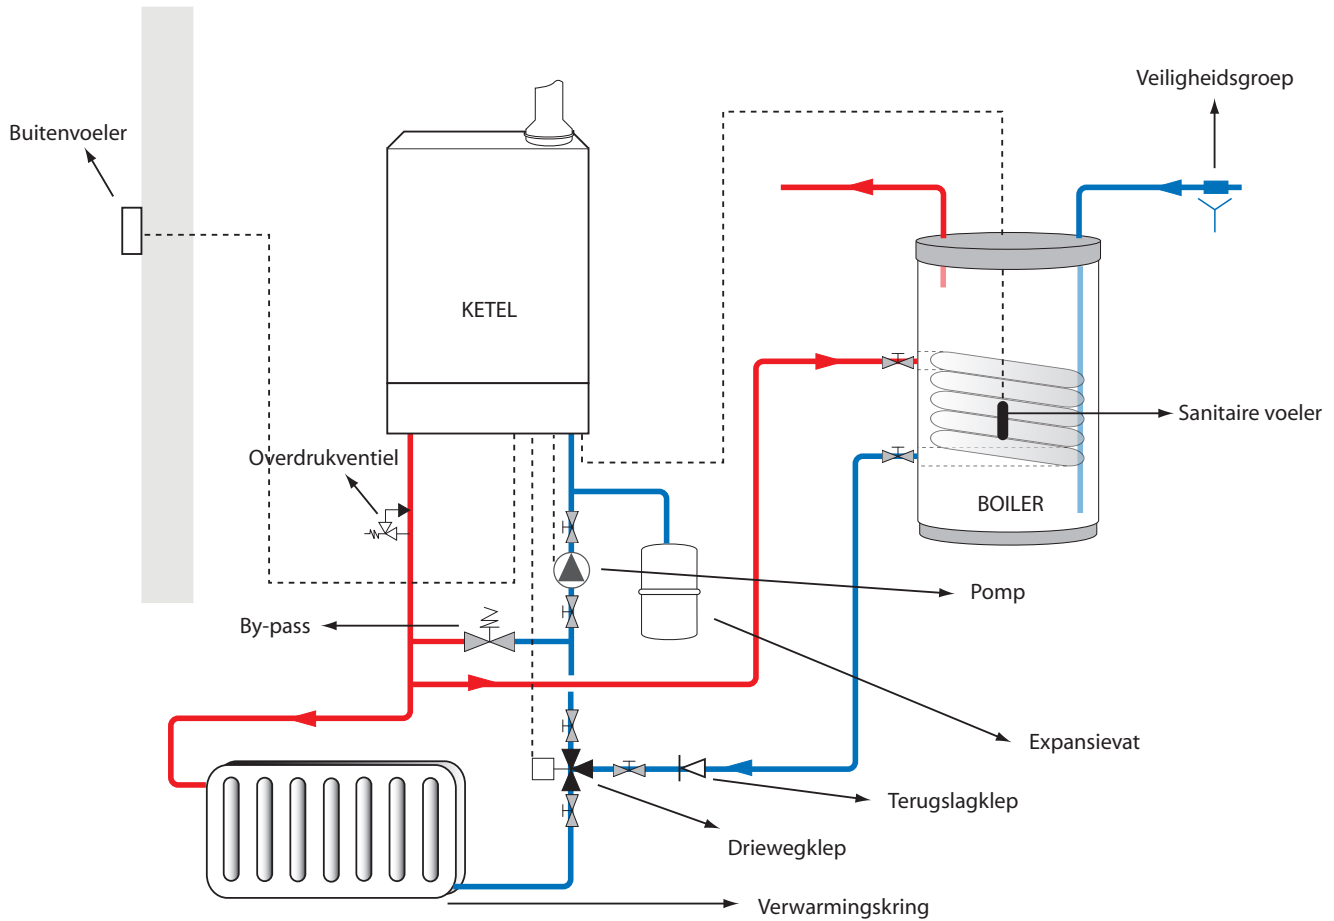 Veiligheidsgroep
Buitenvoeler
KETEL
Sanitaire voeler
Overdrukventiel
BOILER
Pomp
By-pass
Expansievat
Terugslagklep
Driewegklep
Verwarmingskring